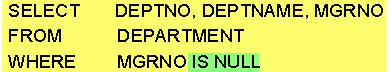 SELECT DEPTNO, DEPTNAME, MGRNO
FROM DEPARTMENT
WHERE MGRNO IS NULL